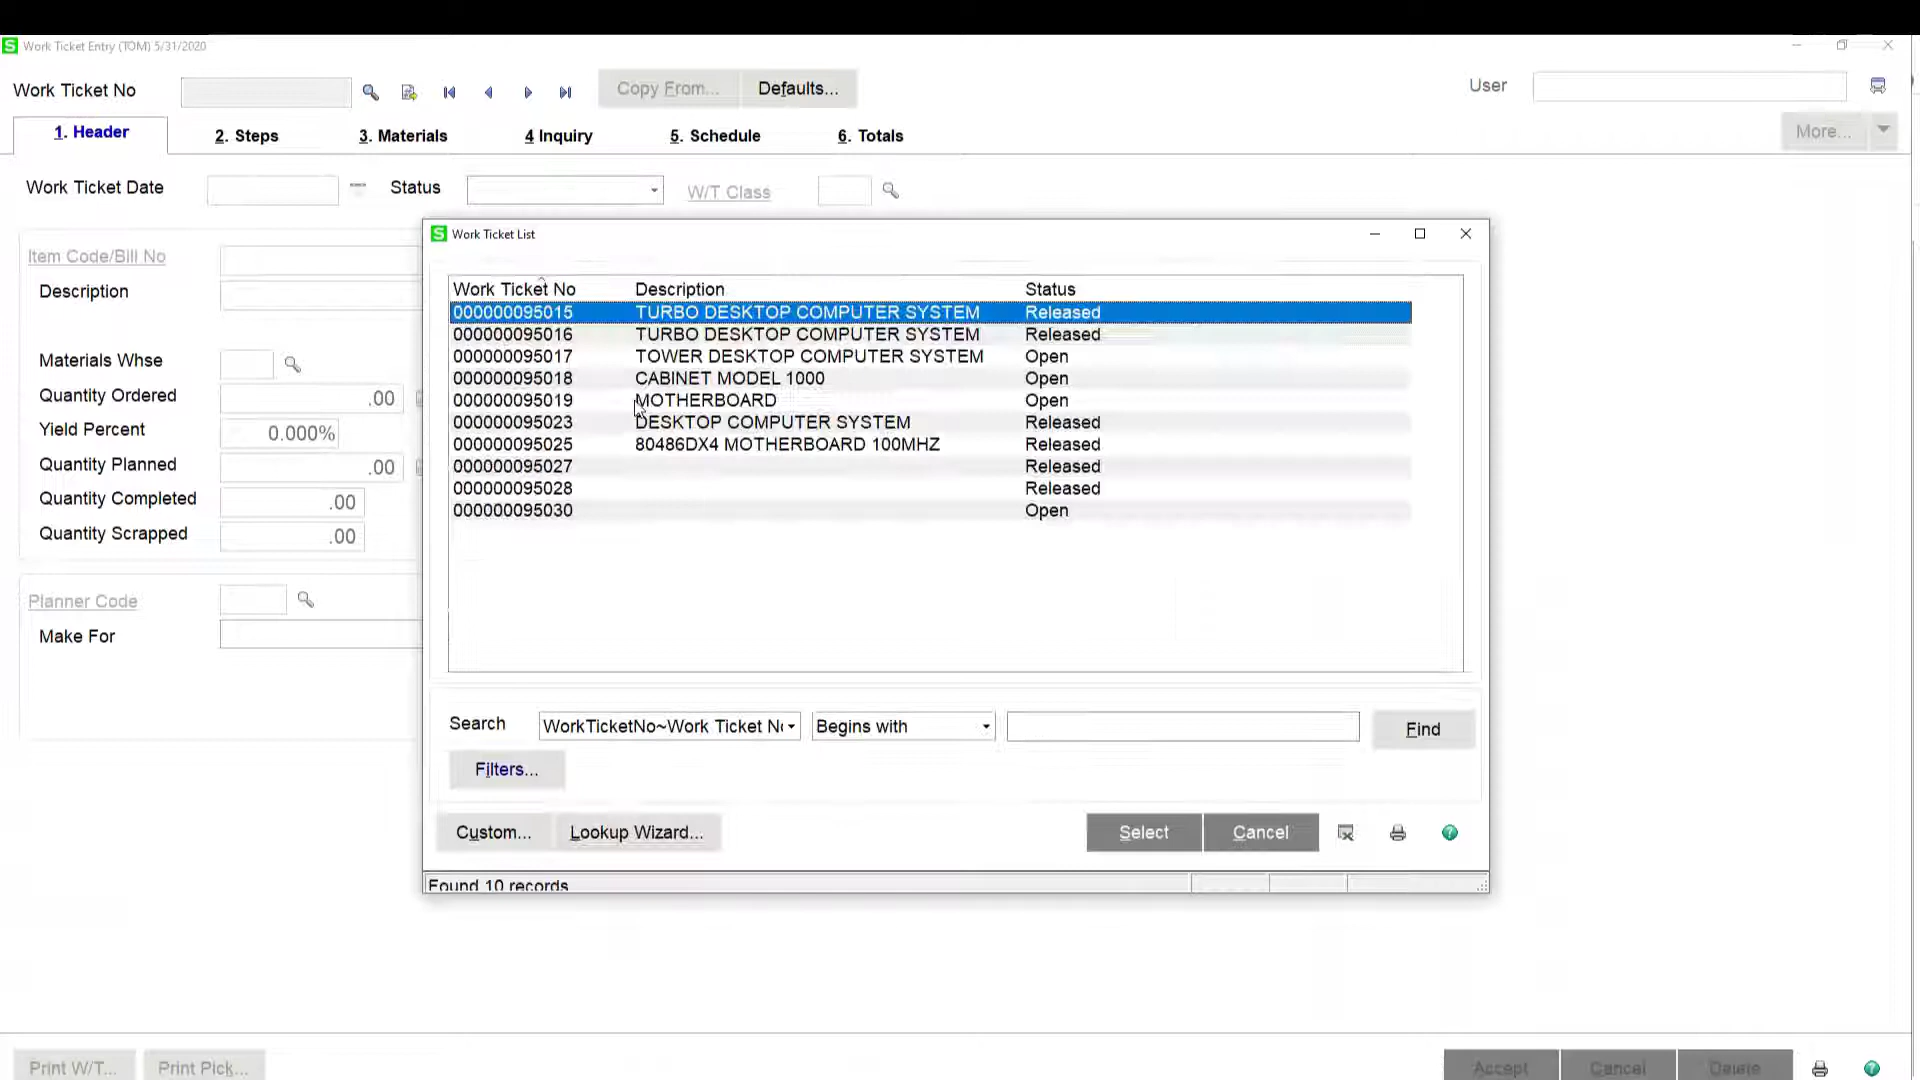 Work Ticket Entry (TOM) 5/31/2020
Work Ticket No
Copy From...
Defaults...
User
1. Header
2. Steps
3. Materials
4 Inquiry
5. Schedule
6. Totals
More...
Work Ticket Date
Status
W/T Class
Item Code/Bill No
Description
Materials Whse
Quantity Ordered .00
Yield Percent 0.000%
Quantity Planned .00
Quantity Completed .00
Quantity Scrapped .00
Planner Code
Make For
S Work Ticket List
Work Ticket No Description Status
000000095015 TURBO DESKTOP COMPUTER SYSTEM Released
000000095016 TURBO DESKTOP COMPUTER SYSTEM Released
000000095017 TOWER DESKTOP COMPUTER SYSTEM Open
000000095018 CABINET MODEL 1000 Open
000000095019 MOTHERBOARD Open
000000095023 DESKTOP COMPUTER SYSTEM Released
000000095025 80486DX4 MOTHERBOARD 100MHZ Released
000000095027 Released
000000095028 Released
000000095030 Open
Search WorkTicketNo~Work Ticket N Begins with Find
Filters...
Custom... Lookup Wizard... Select Cancel ?
Found 10 records
Print W/T... Print Pick... Accept Cancel Delete ?